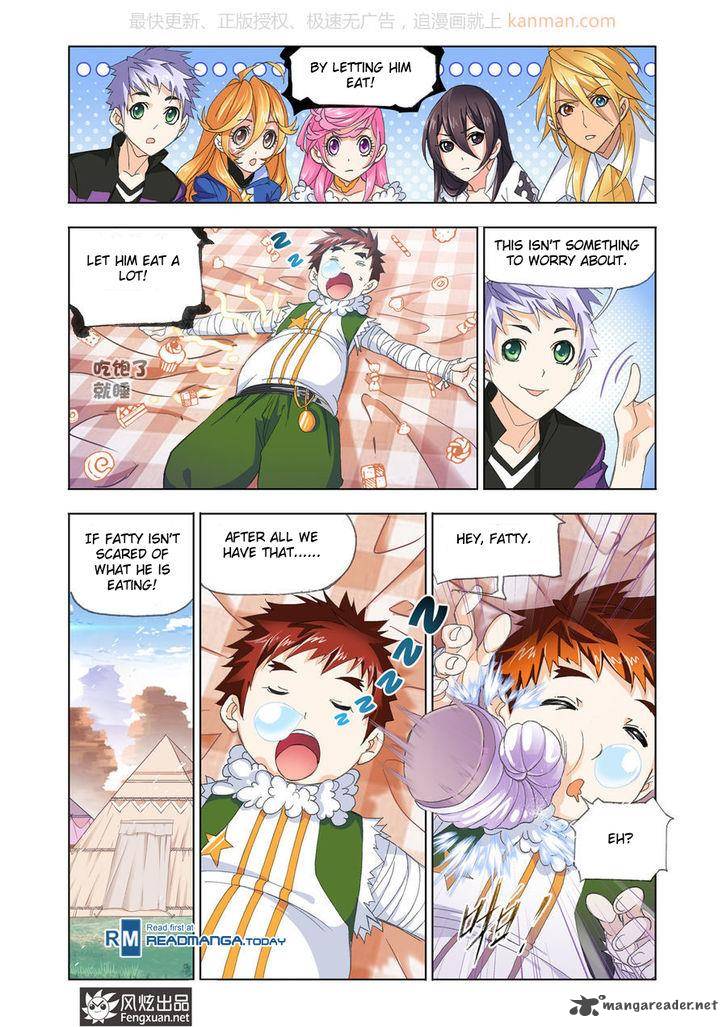 最快更新、正版授权、极速无广告，追漫画就上 kanman.com
BY LETTING HIM
EAT!
LET HIM EAT A
LOT!
吃饱了
就睡
THIS ISN'T SOMETHING
TO WORRY ABOUT.
IF FATTY ISN'T
SCARED OF
WHAT HE IS
EATING!
AFTER ALL WE
HAVE THAT......
HEY, FATTY.
EH?
Z
Z
Z
Z
Z
Z
Z
RM Read first at
READMANGA.TODAY
风炫出品
Fengxuan.net
mangareader.net